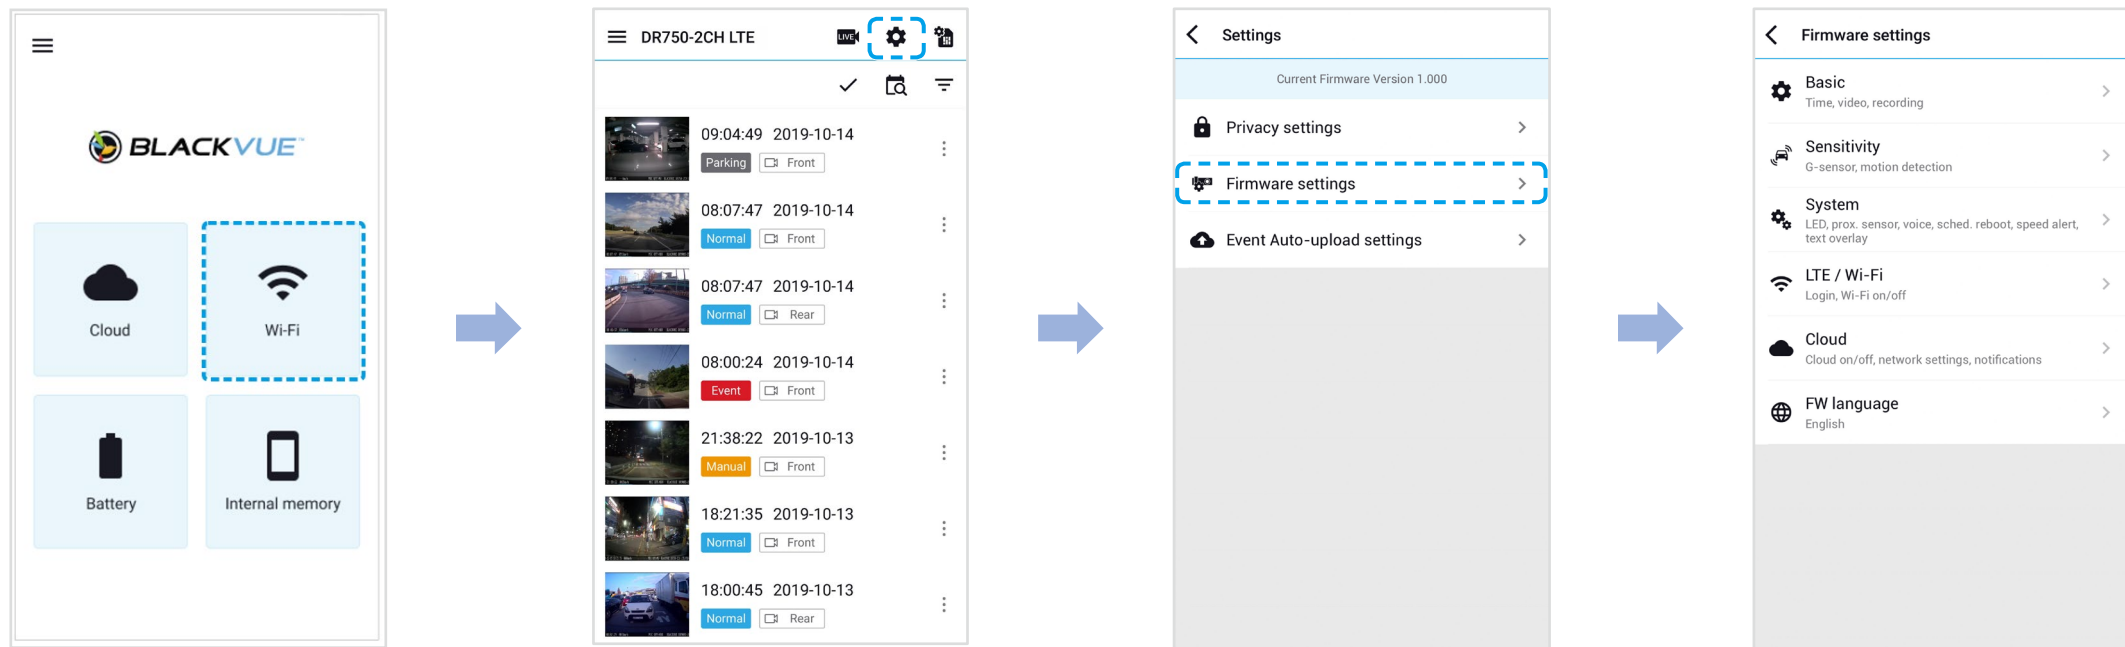 BLACKVUE™
Cloud
Wi-Fi
Battery
Internal memory
DR750-2CH LTE
LIVE
09:04:49 2019-10-14
Parking Front
08:07:47 2019-10-14
Normal Front
08:07:47 2019-10-14
Normal Rear
08:00:24 2019-10-14
Event Front
21:38:22 2019-10-13
Manual Front
18:21:35 2019-10-13
Normal Front
18:00:45 2019-10-13
Normal Rear
Settings
Current Firmware Version 1.000
Privacy settings
Firmware settings
Event Auto-upload settings
Firmware settings
Basic
Time, video, recording
Sensitivity
G-sensor, motion detection
System
LED, prox. sensor, voice, sched. reboot, speed alert,
text overlay
LTE / Wi-Fi
Login, Wi-Fi on/off
Cloud
Cloud on/off, network settings, notifications
FW language
English